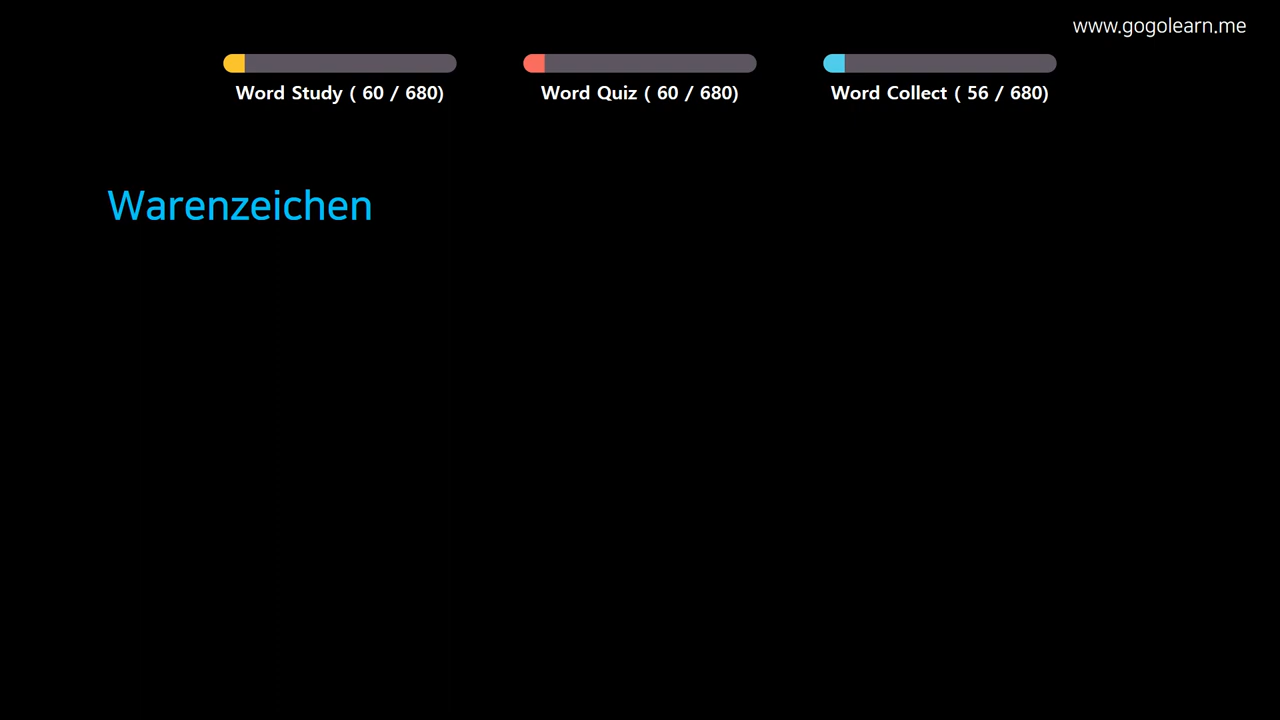 www.gogolearn.me
Word Study ( 60 / 680)
Word Quiz ( 60 / 680)
Word Collect ( 56 / 680)
Warenzeichen